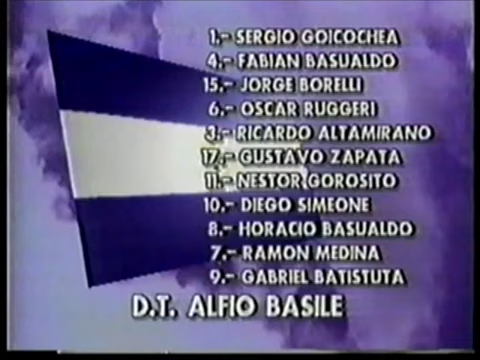 1.- SERGIO GOICOCHEA
4.- FABIAN BASUALDO
15.- JORGE BORELLI
6.- OSCAR RUGGERI
3.- RICARDO ALTAMIRANO
17.- GUSTAVO ZAPATA
11.- NESTOR GOROSITO
10.- DIEGO SIMEONE
8.- HORACIO BASUALDO
7.- RAMON MEDINA
9.- GABRIEL BATISTUTA
D.T. ALFIO BASILE